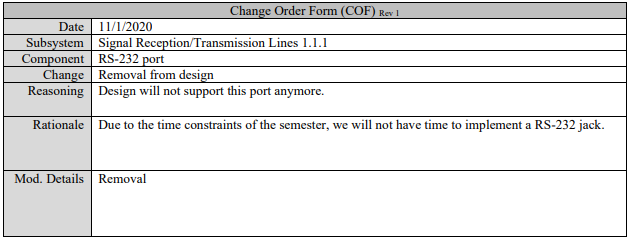 Change Order Form (COF) Rev 1
Date 11/1/2020
Subsystem Signal Reception/Transmission Lines 1.1.1
Component RS-232 port
Change Removal from design
Reasoning Design will not support this port anymore.
Rationale Due to the time constraints of the semester, we will not have time to implement a RS-232 jack.
Mod. Details Removal